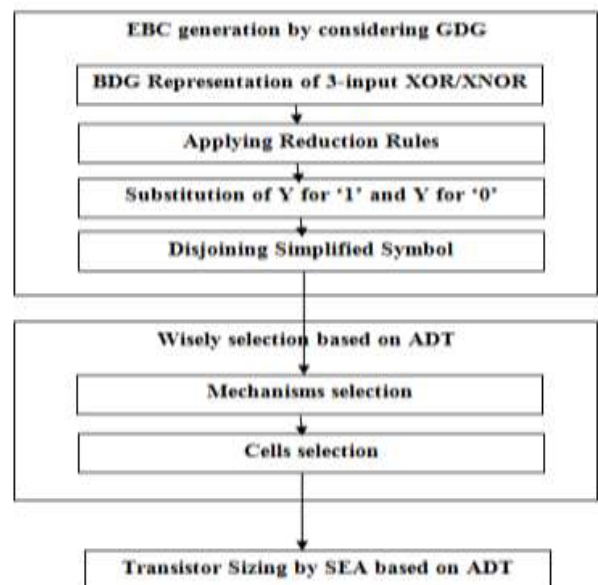 EBC generation by considering GDG
BDG Representation of 3-input XOR/XNOR
Applying Reduction Rules
Substitution of Y for ‘1’ and Y for ‘0’
Disjoining Simplified Symbol
Wisely selection based on ADT
Mechanisms selection
Cells selection
Transistor Sizing by SEA based on ADT